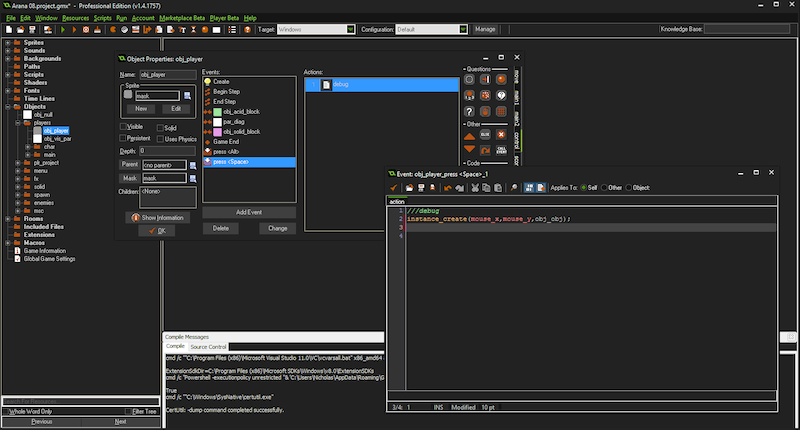 Arana 08.project.gmx* - Professional Edition (v1.4.1757)
File Edit Window Resources Scripts Run Account Marketplace Beta Player Beta Help
Target: Windows Configuration: Default Manage Knowledge Base:
Sprites
Sounds
Backgrounds
Paths
Scripts
Shaders
Fonts
Time Lines
Objects
obj_null
players
obj_player
obj_vis_par
char
main
plt_project
menu
fx
solid
spawn
enemies
msc
Rooms
Included Files
Extensions
Macros
Game Information
Global Game Settings
Whole Word Only Filter Tree
Previous Next
Object Properties: obj_player
Name: obj_player
Sprite
mask
New Edit
Visible Solid
Persistent Uses Physics
Depth: 0
Parent <no parent>
Mask mask
Children: <None>
Show Information
OK
Events:
Create
Begin Step
End Step
obj_acid_block
par_diag
obj_solid_block
Game End
press <Alt>
press <Space>
Add Event
Delete Change
Actions:
debug
Questions
Other
move
main1
main2
control
Event: obj_player_press <Space>_1
Applies To: Self Other Object
action
1 ///debug
2 instance_create(mouse_x,mouse_y,obj_obj);
3
4
3/4: 1 INS Modified 10 pt
Compile Messages
Compile Source Control
cmd /c ""C:\Program Files (x86)\Microsoft Visual Studio 11.0\VC\vcvarsall.bat" x86_amd64
ExtensionSdkDir=C:\Program Files (x86)\Microsoft SDKs\Windows\v8.0\ExtensionSDKs
cmd /c "Powershell -executionpolicy unrestricted "& 'C:\Users\Nicholas\AppData\Roaming\G
True
cmd /c "C:\Windows\SysNative\certutil.exe"
CertUtil: -dump command completed successfully.